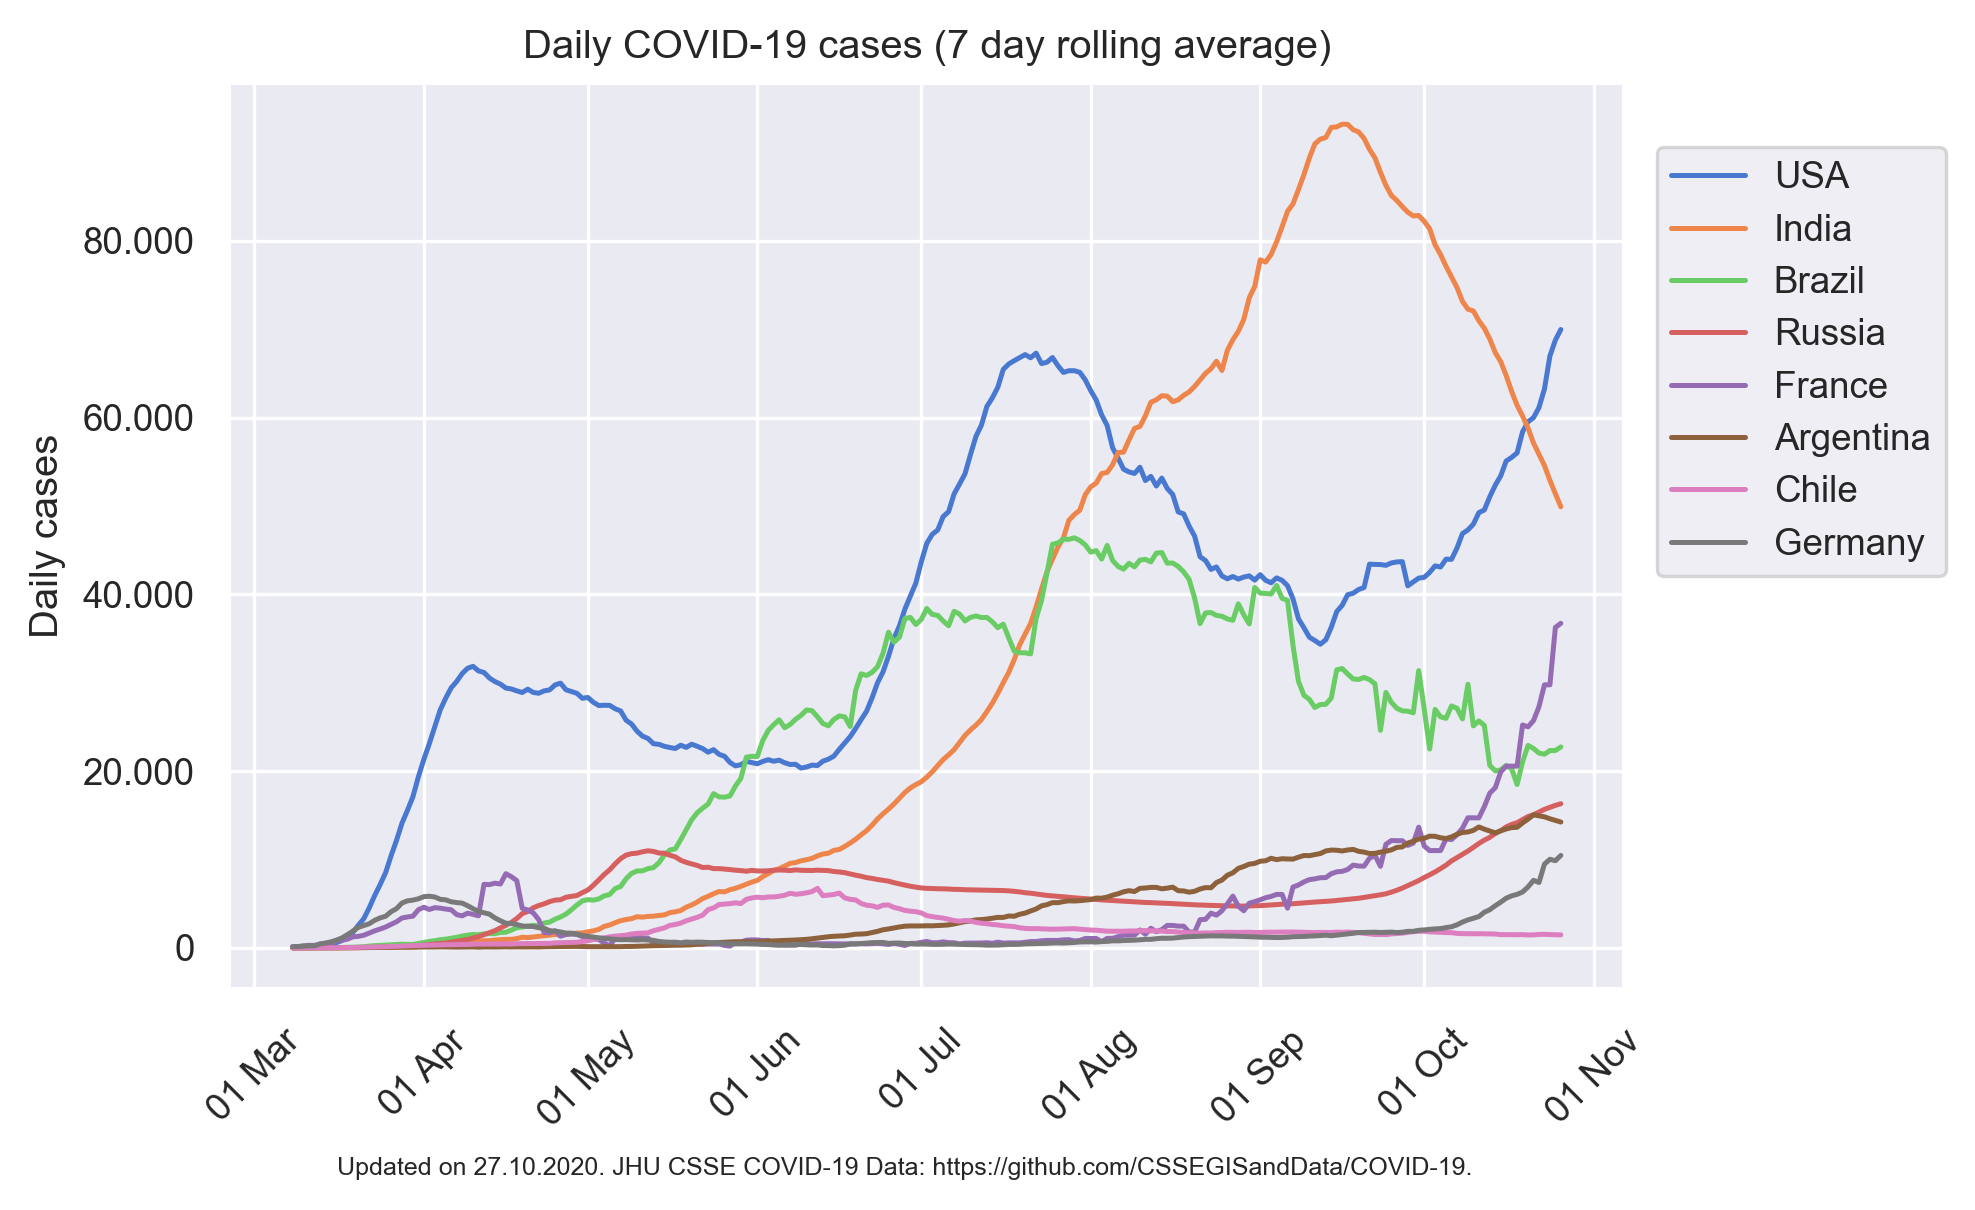 Daily COVID-19 cases (7 day rolling average)
Daily cases
80.000
60.000
40.000
20.000
0
01 Mar
01 Apr
01 May
01 Jun
01 Jul
01 Aug
01 Sep
01 Oct
01 Nov
USA
India
Brazil
Russia
France
Argentina
Chile
Germany
Updated on 27.10.2020. JHU CSSE COVID-19 Data: https://github.com/CSSEGISandData/COVID-19.